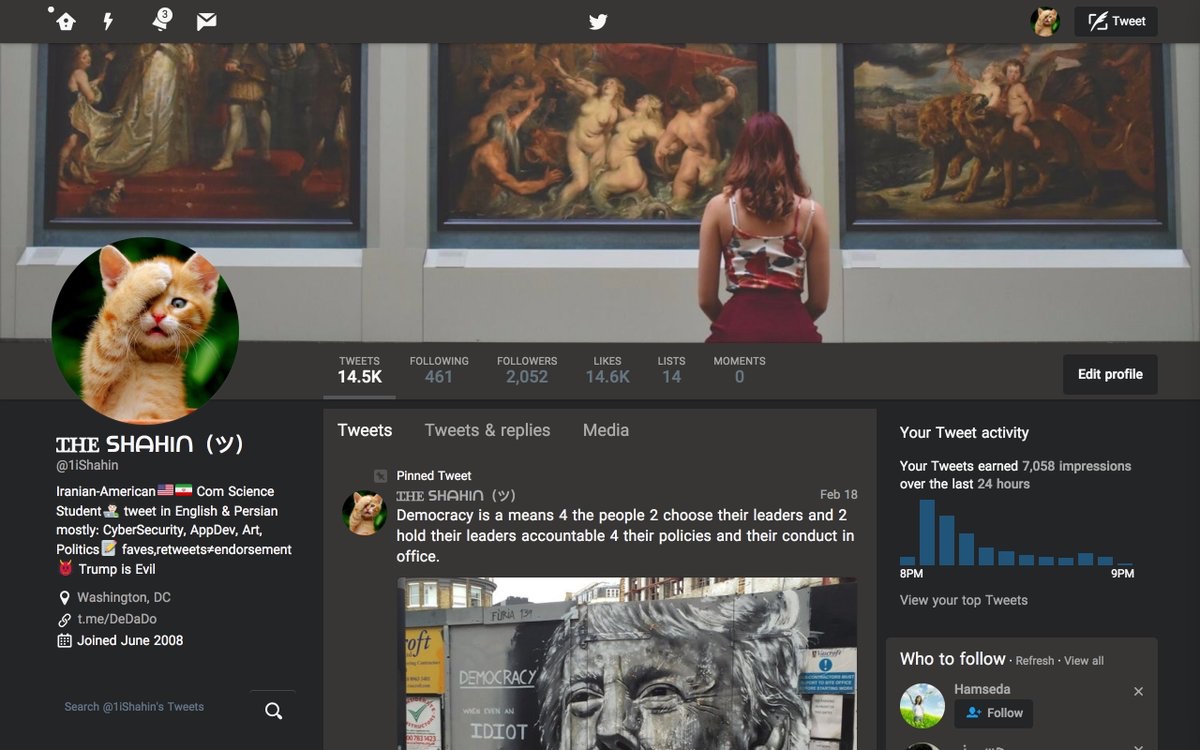 3
Tweet
TWEETS FOLLOWING FOLLOWERS LIKES LISTS MOMENTS
14.5K 461 2,052 14.6K 14 0
Edit profile
THE SHAHIN (ツ)
@1iShahin
Iranian-American🇺🇸🇮🇷 Com Science
Student👨🏻‍🎓 tweet in English & Persian
mostly: CyberSecurity, AppDev, Art,
Politics📝 faves,retweets≠endorsement
👿 Trump is Evil
Washington, DC
t.me/DeDaDo
Joined June 2008
Search @1iShahin's Tweets
Tweets Tweets & replies Media
Pinned Tweet
THE SHAHIN (ツ) Feb 18
Democracy is a means 4 the people 2 choose their leaders and 2
hold their leaders accountable 4 their policies and their conduct in
office.
FURIA
DEMOCRACY
WHEN EVEN AN
IDIOT
Your Tweet activity
Your Tweets earned 7,058 impressions
over the last 24 hours
8PM 9PM
View your top Tweets
Who to follow · Refresh · View all
Hamseda
Follow